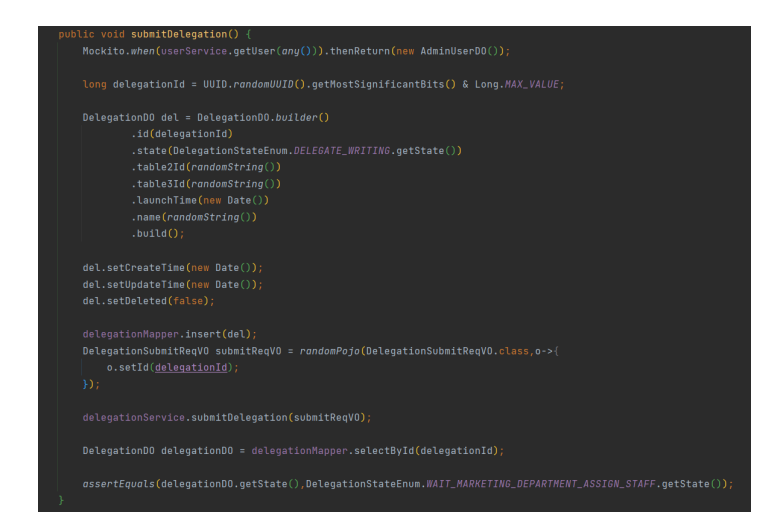 public void submitDelegation() {
Mockito.when(userService.getUser(any())).thenReturn(new AdminUserDO());
long delegationId = UUID.randomUUID().getMostSignificantBits() & Long.MAX_VALUE;
DelegationDO del = DelegationDO.builder()
.id(delegationId)
.state(DelegationStateEnum.DELEGATE_WRITING.getState())
.table2Id(randomString())
.table3Id(randomString())
.launchTime(new Date())
.name(randomString())
.build();
del.setCreateTime(new Date());
del.setUpdateTime(new Date());
del.setDeleted(false);
delegationMapper.insert(del);
DelegationSubmitReqVO submitReqVO = randomPojo(DelegationSubmitReqVO.class,o->{
o.setId(delegationId);
});
delegationService.submitDelegation(submitReqVO);
DelegationDO delegationDO = delegationMapper.selectById(delegationId);
assertEquals(delegationDO.getState(),DelegationStateEnum.WAIT_MARKETING_DEPARTMENT_ASSIGN_STAFF.getState());
}